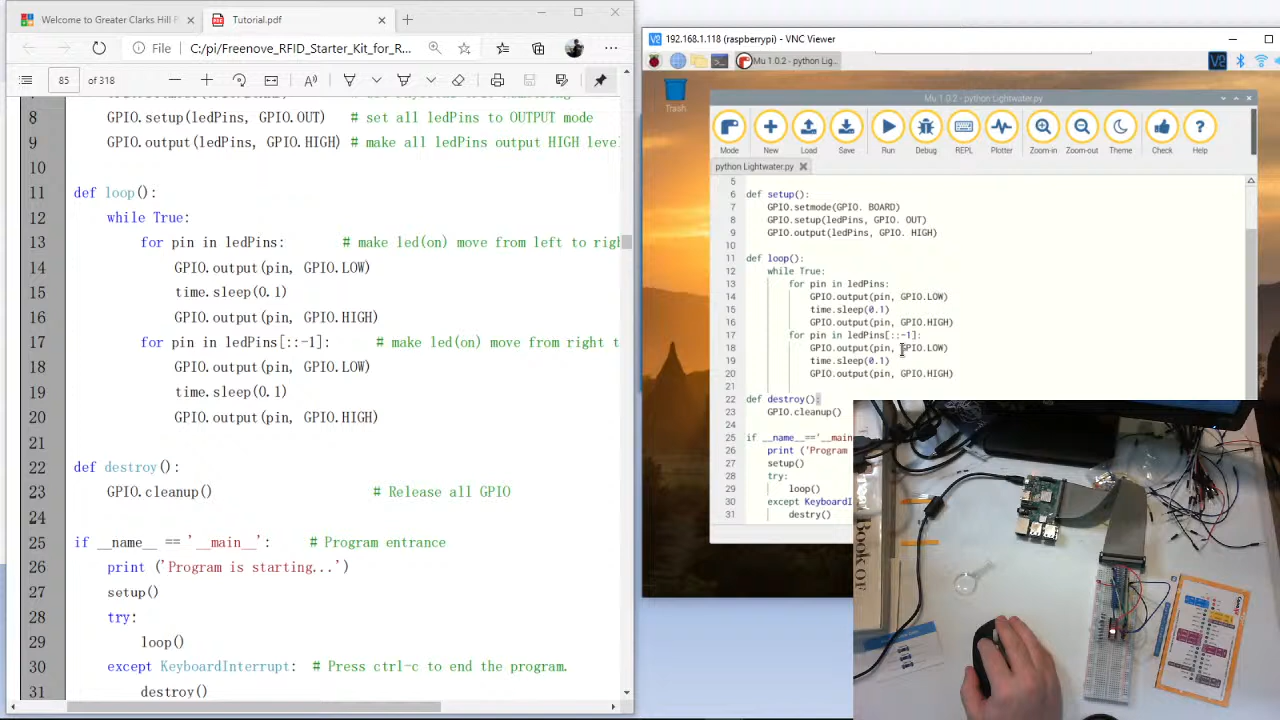 Welcome to Greater Clarks Hill
Tutorial.pdf
File
C:/pi/Freenove_RFID_Starter_Kit_for_R...
85 of 318
8 GPIO.setup(ledPins, GPIO.OUT) # set all ledPins to OUTPUT mode
9 GPIO.output(ledPins, GPIO.HIGH) # make all ledPins output HIGH leve
10
11 def loop():
12 while True:
13 for pin in ledPins: # make led(on) move from left to righ
14 GPIO.output(pin, GPIO.LOW)
15 time.sleep(0.1)
16 GPIO.output(pin, GPIO.HIGH)
17 for pin in ledPins[::-1]: # make led(on) move from right t
18 GPIO.output(pin, GPIO.LOW)
19 time.sleep(0.1)
20 GPIO.output(pin, GPIO.HIGH)
21
22 def destroy():
23 GPIO.cleanup() # Release all GPIO
24
25 if __name__ == '__main__': # Program entrance
26 print ('Program is starting...')
27 setup()
28 try:
29 loop()
30 except KeyboardInterrupt: # Press ctrl-c to end the program.
31 destroy()
192.168.1.118 (raspberrypi) - VNC Viewer
Mu 1.0.2 - python Lig...
Trash
Mu 1.0.2 - python Lightwater.py
Mode New Load Save Run Debug REPL Plotter Zoom-in Zoom-out Theme Check Help
python Lightwater.py
5
6 def setup():
7 GPIO.setmode(GPIO. BOARD)
8 GPIO.setup(ledPins, GPIO. OUT)
9 GPIO.output(ledPins, GPIO. HIGH)
10
11 def loop():
12 while True:
13 for pin in ledPins:
14 GPIO.output(pin, GPIO.LOW)
15 time.sleep(0.1)
16 GPIO.output(pin, GPIO.HIGH)
17 for pin in ledPins[::-1]:
18 GPIO.output(pin, GPIO.LOW)
19 time.sleep(0.1)
20 GPIO.output(pin, GPIO.HIGH)
21
22 def destroy():
23 GPIO.cleanup()
24
25 if __name__=='__main
26 print ('Program
27 setup()
28 try:
29 loop()
30 except KeyboardI
31 destry()
Book of